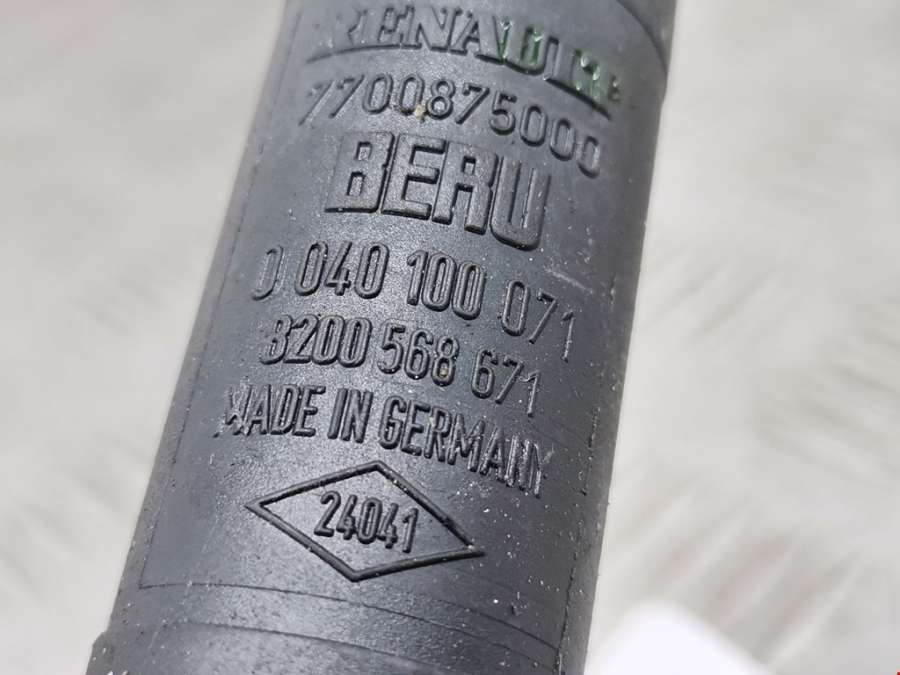 RENAULT
7700875000
BERU
0 040 100 071
8200 568 671
MADE IN GERMANY
24041